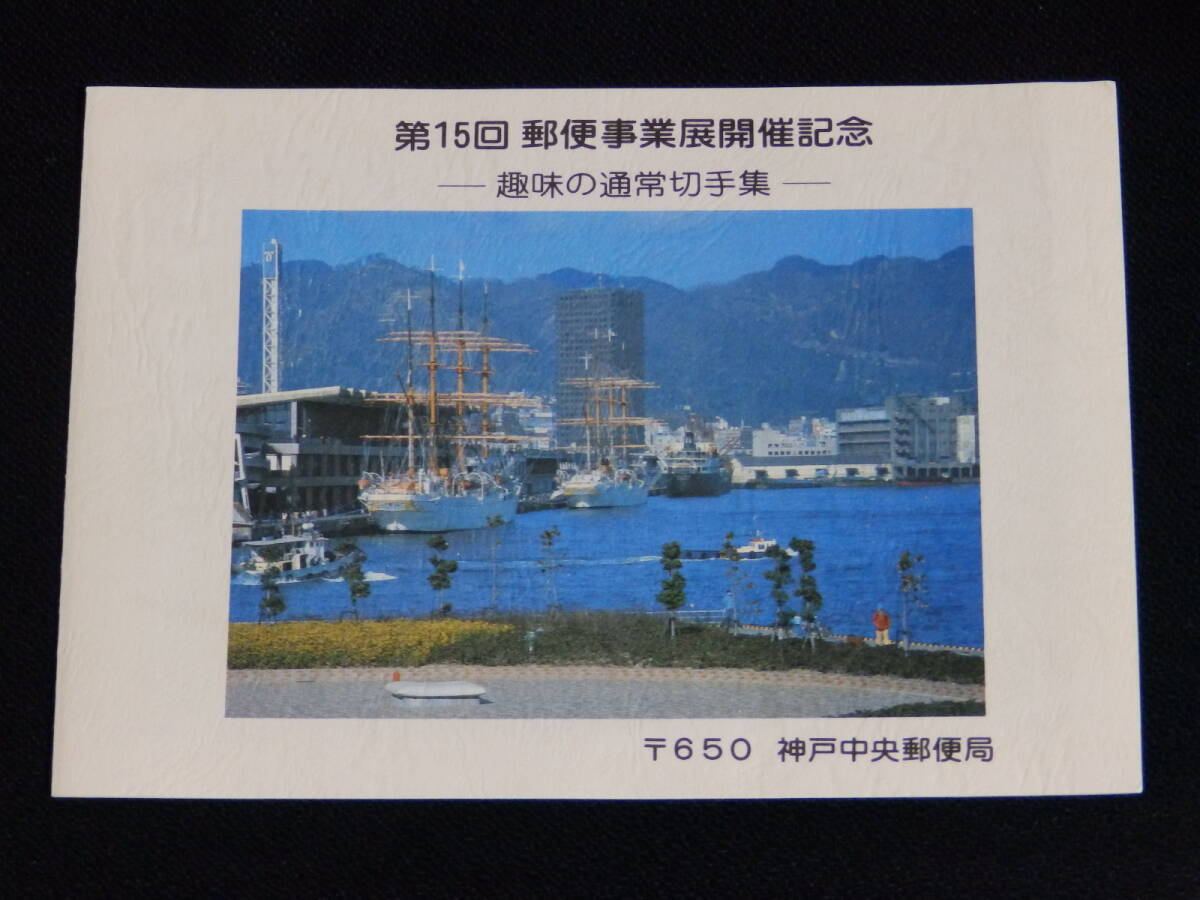 第15回 郵便事業展開催記念
― 趣味の通常切手集 ―
〒650 神戸中央郵便局